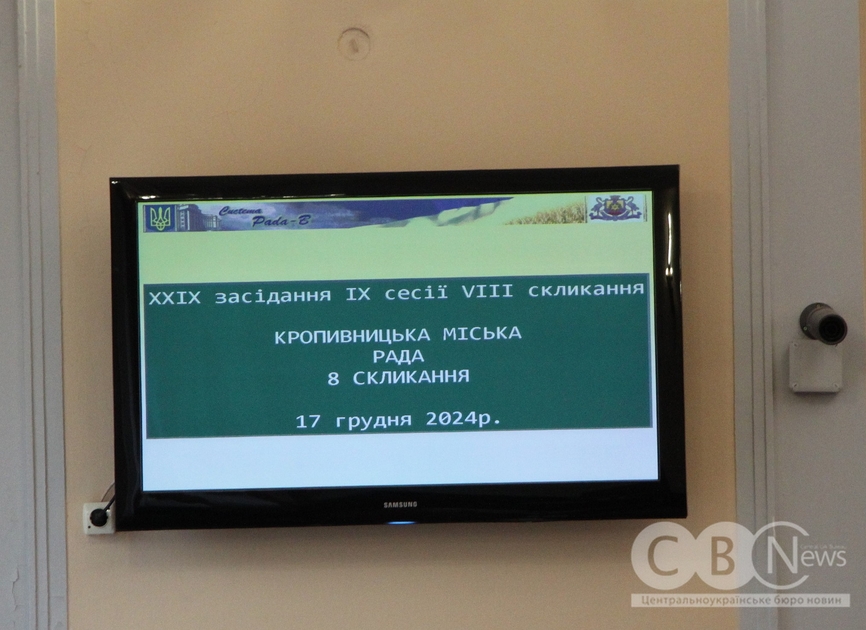 Система
Рада-В
XXIX засідання IX сесії VIII скликання
КРОПИВНИЦЬКА МІСЬКА
РАДА
8 СКЛИКАННЯ
17 грудня 2024р.
SAMSUNG
CBNews
Центральноукраїнське бюро новин